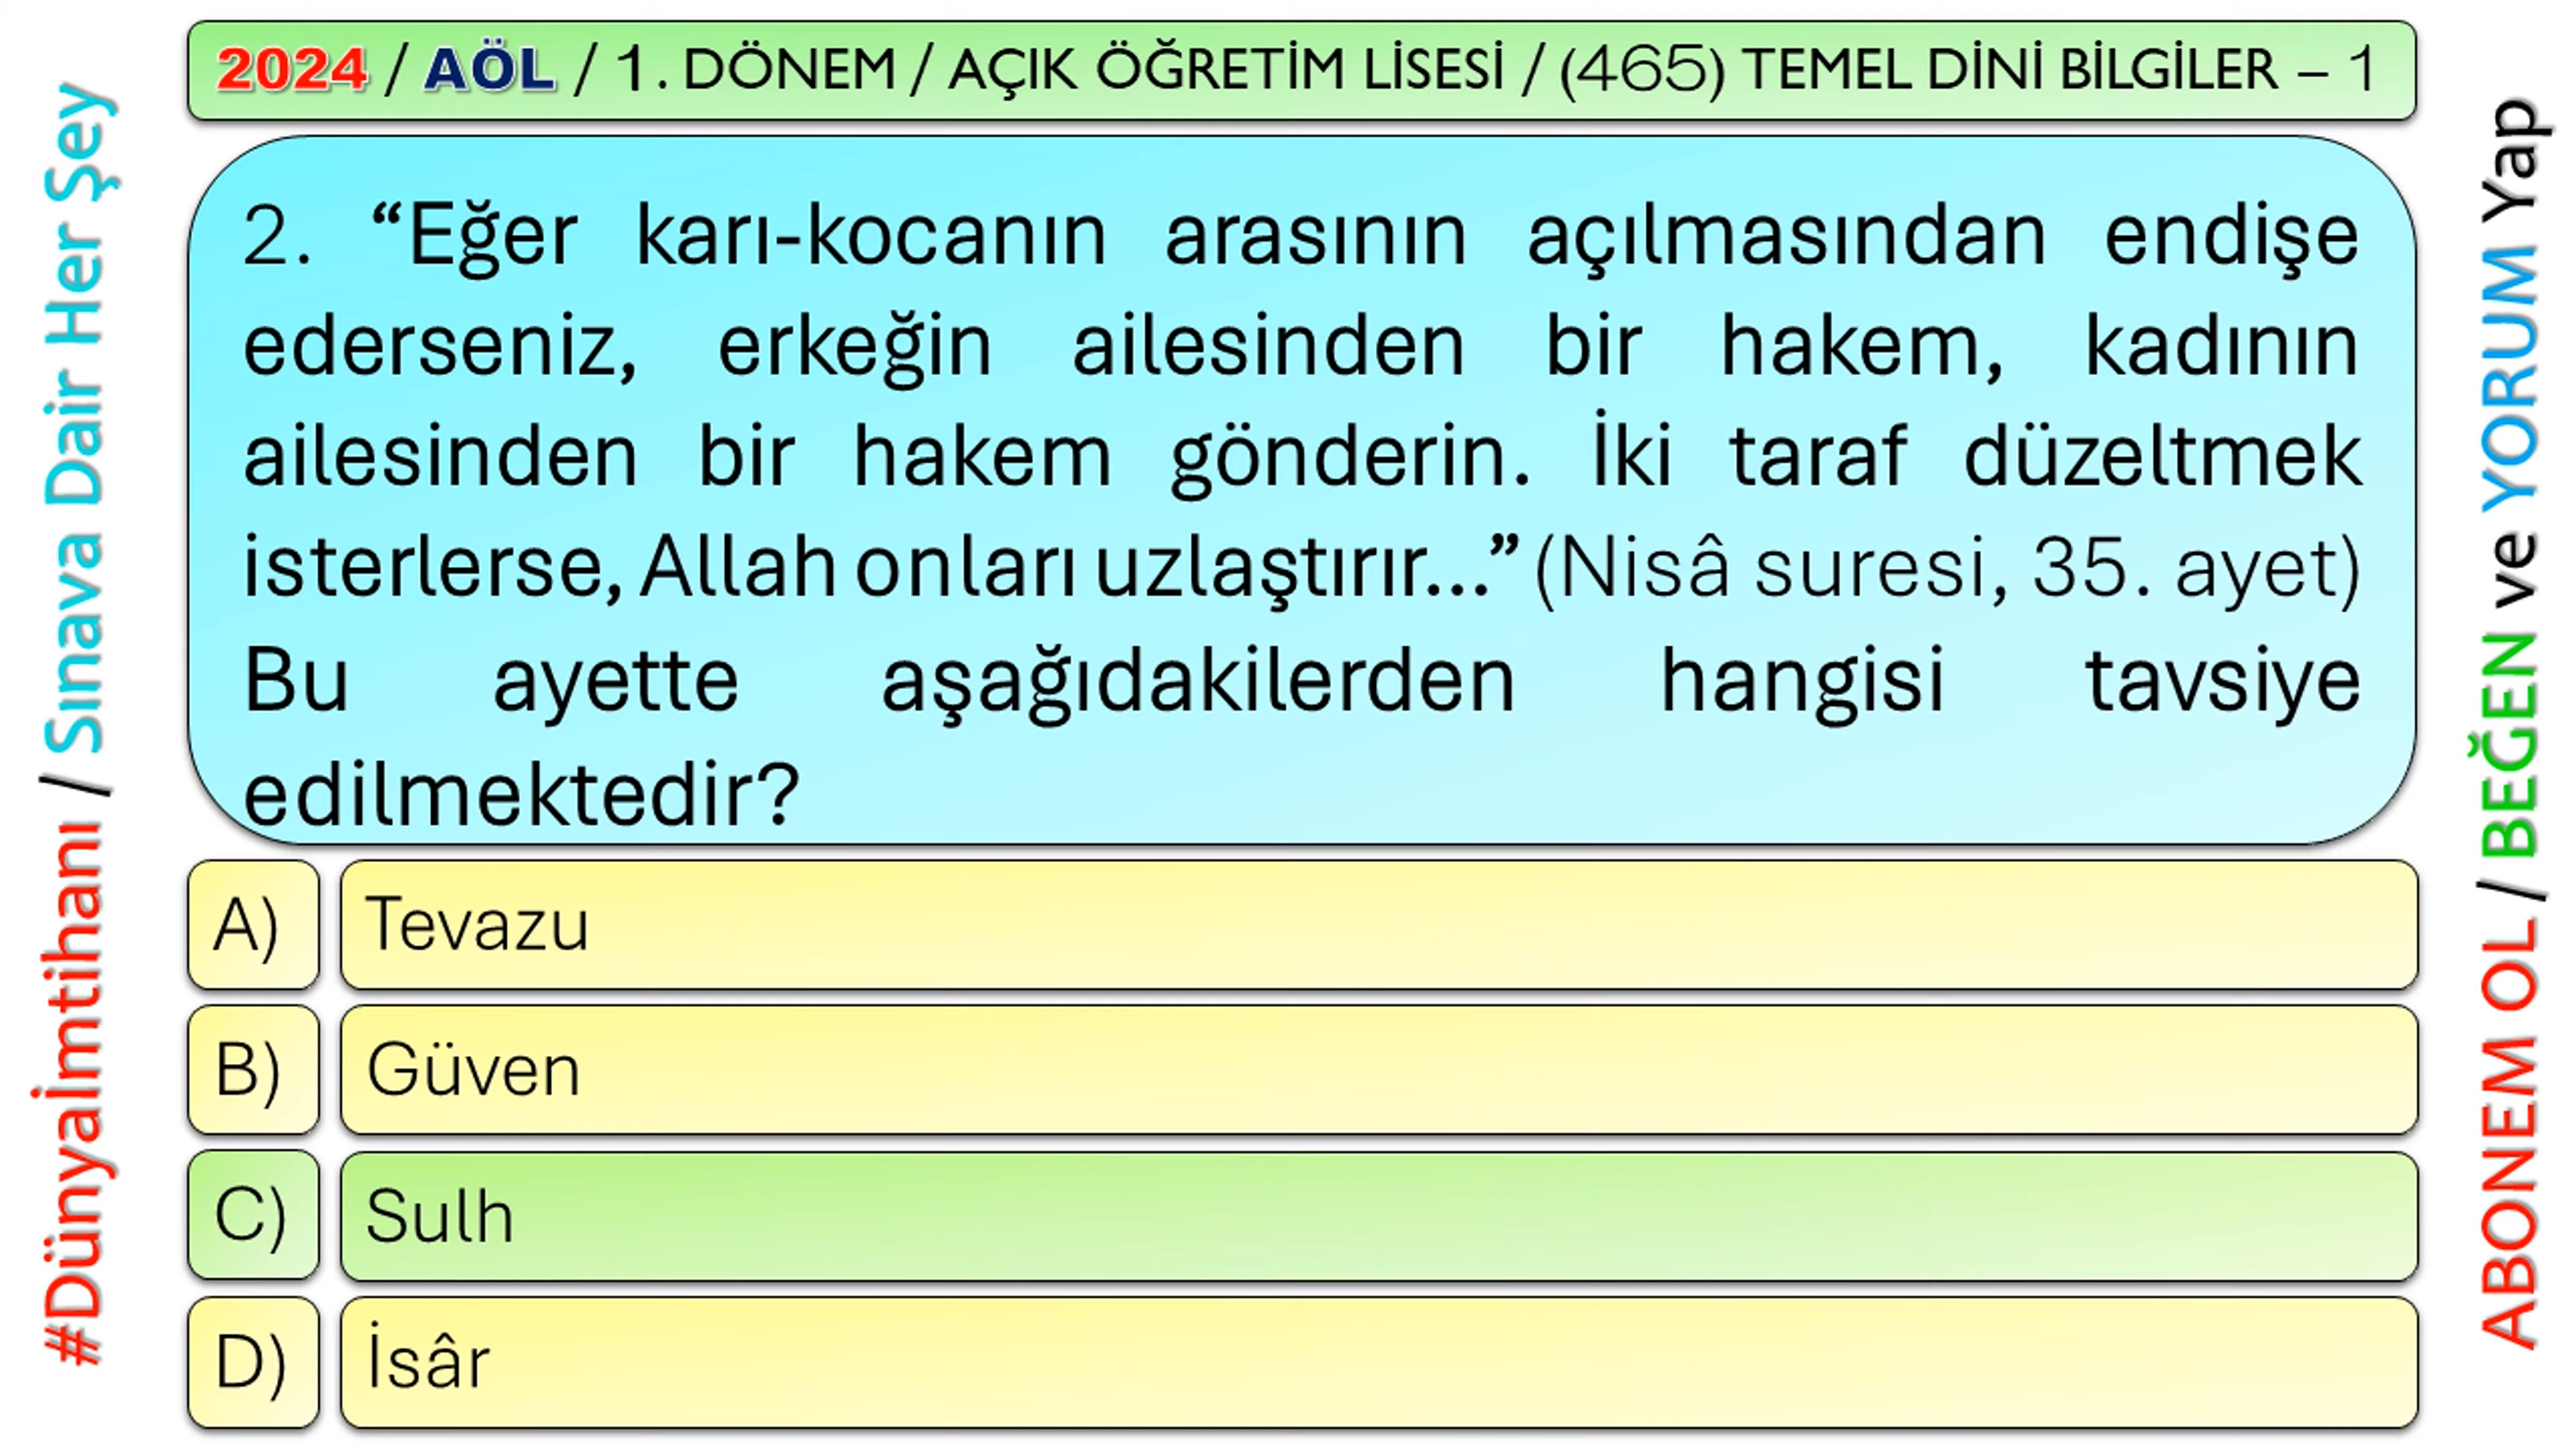 2024 / AÖL / 1. DÖNEM / AÇIK ÖĞRETİM LİSESİ / (465) TEMEL DİNİ BİLGİLER – 1
#Dünyaİmtihanı / Sınava Dair Her Şey
2. “Eğer karı-kocanın arasının açılmasından endişe
ederseniz, erkeğin ailesinden bir hakem, kadının
ailesinden bir hakem gönderin. İki taraf düzeltmek
isterlerse, Allah onları uzlaştırır...” (Nisâ suresi, 35. ayet)
Bu ayette aşağıdakilerden hangisi tavsiye
edilmektedir?
A) Tevazu
B) Güven
C) Sulh
D) İsâr
ABONEM OL / BEĞEN ve YORUM Yap